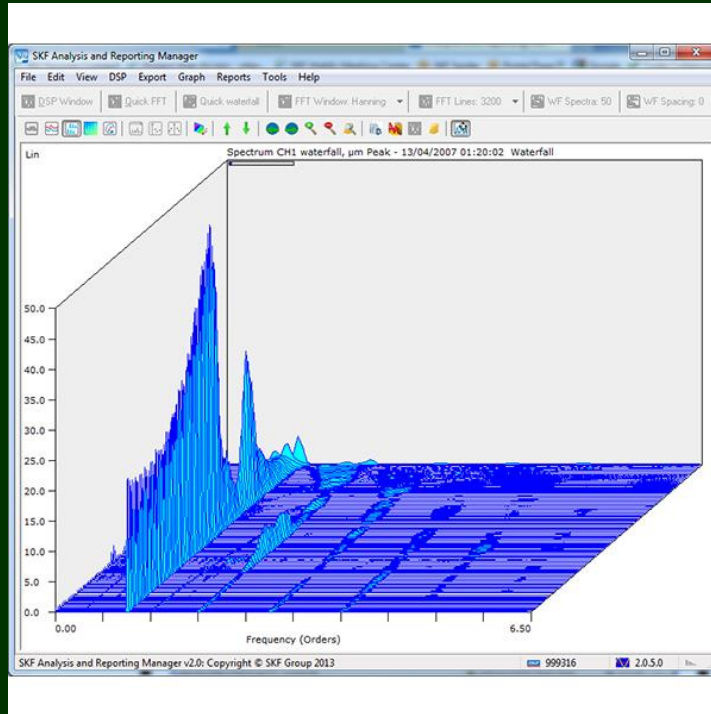 SKF Analysis and Reporting Manager
File Edit View DSP Export Graph Reports Tools Help
DSP Window Quick FFT Quick waterfall FFT Window: Hanning FFT Lines: 3200 WF Spectra: 50 WF Spacing: 0
Lin
Spectrum CH1 waterfall, µm Peak - 13/04/2007 01:20:02 Waterfall
50.0
45.0
40.0
35.0
30.0
25.0
20.0
15.0
10.0
5.0
0.0
0.00 6.50
Frequency (Orders)
SKF Analysis and Reporting Manager v2.0: Copyright © SKF Group 2013 999316 2.0.5.0